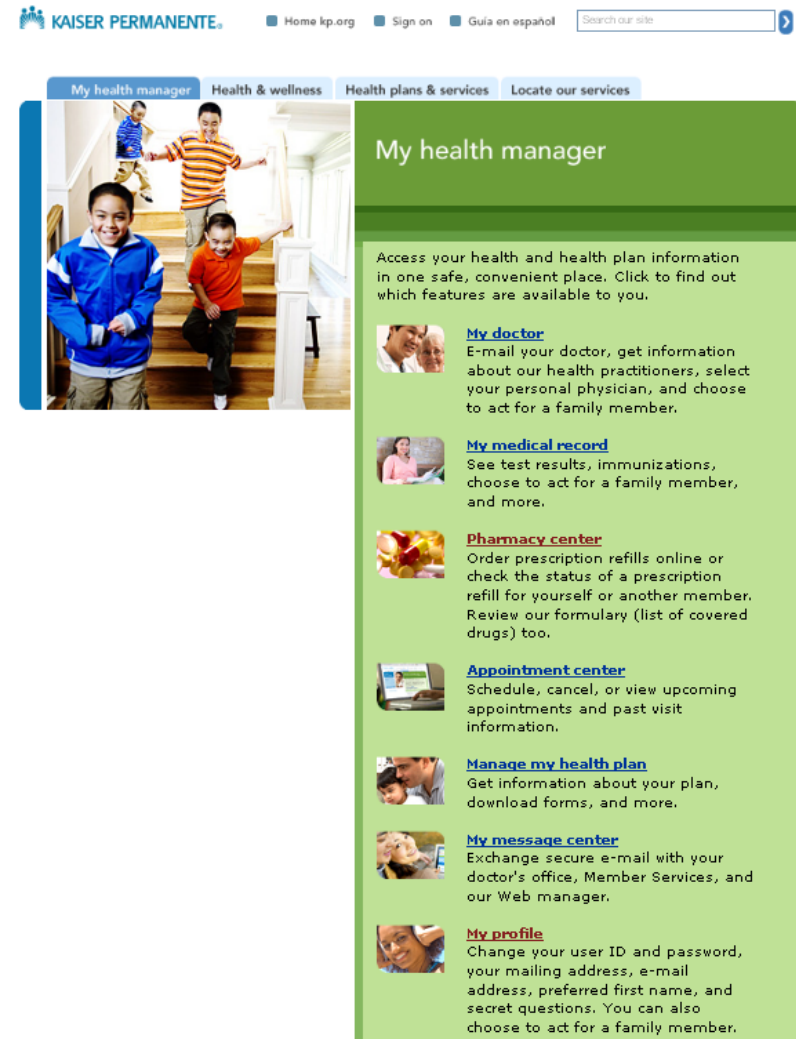 KAISER PERMANENTE®
Home kp.org Sign on Guía en español Search our site
My health manager Health & wellness Health plans & services Locate our services
My health manager
Access your health and health plan information
in one safe, convenient place. Click to find out
which features are available to you.
My doctor
E-mail your doctor, get information
about our health practitioners, select
your personal physician, and choose
to act for a family member.
My medical record
See test results, immunizations,
choose to act for a family member,
and more.
Pharmacy center
Order prescription refills online or
check the status of a prescription
refill for yourself or another member.
Review our formulary (list of covered
drugs) too.
Appointment center
Schedule, cancel, or view upcoming
appointments and past visit
information.
Manage my health plan
Get information about your plan,
download forms, and more.
My message center
Exchange secure e-mail with your
doctor's office, Member Services, and
our Web manager.
My profile
Change your user ID and password,
your mailing address, e-mail
address, preferred first name, and
secret questions. You can also
choose to act for a family member.